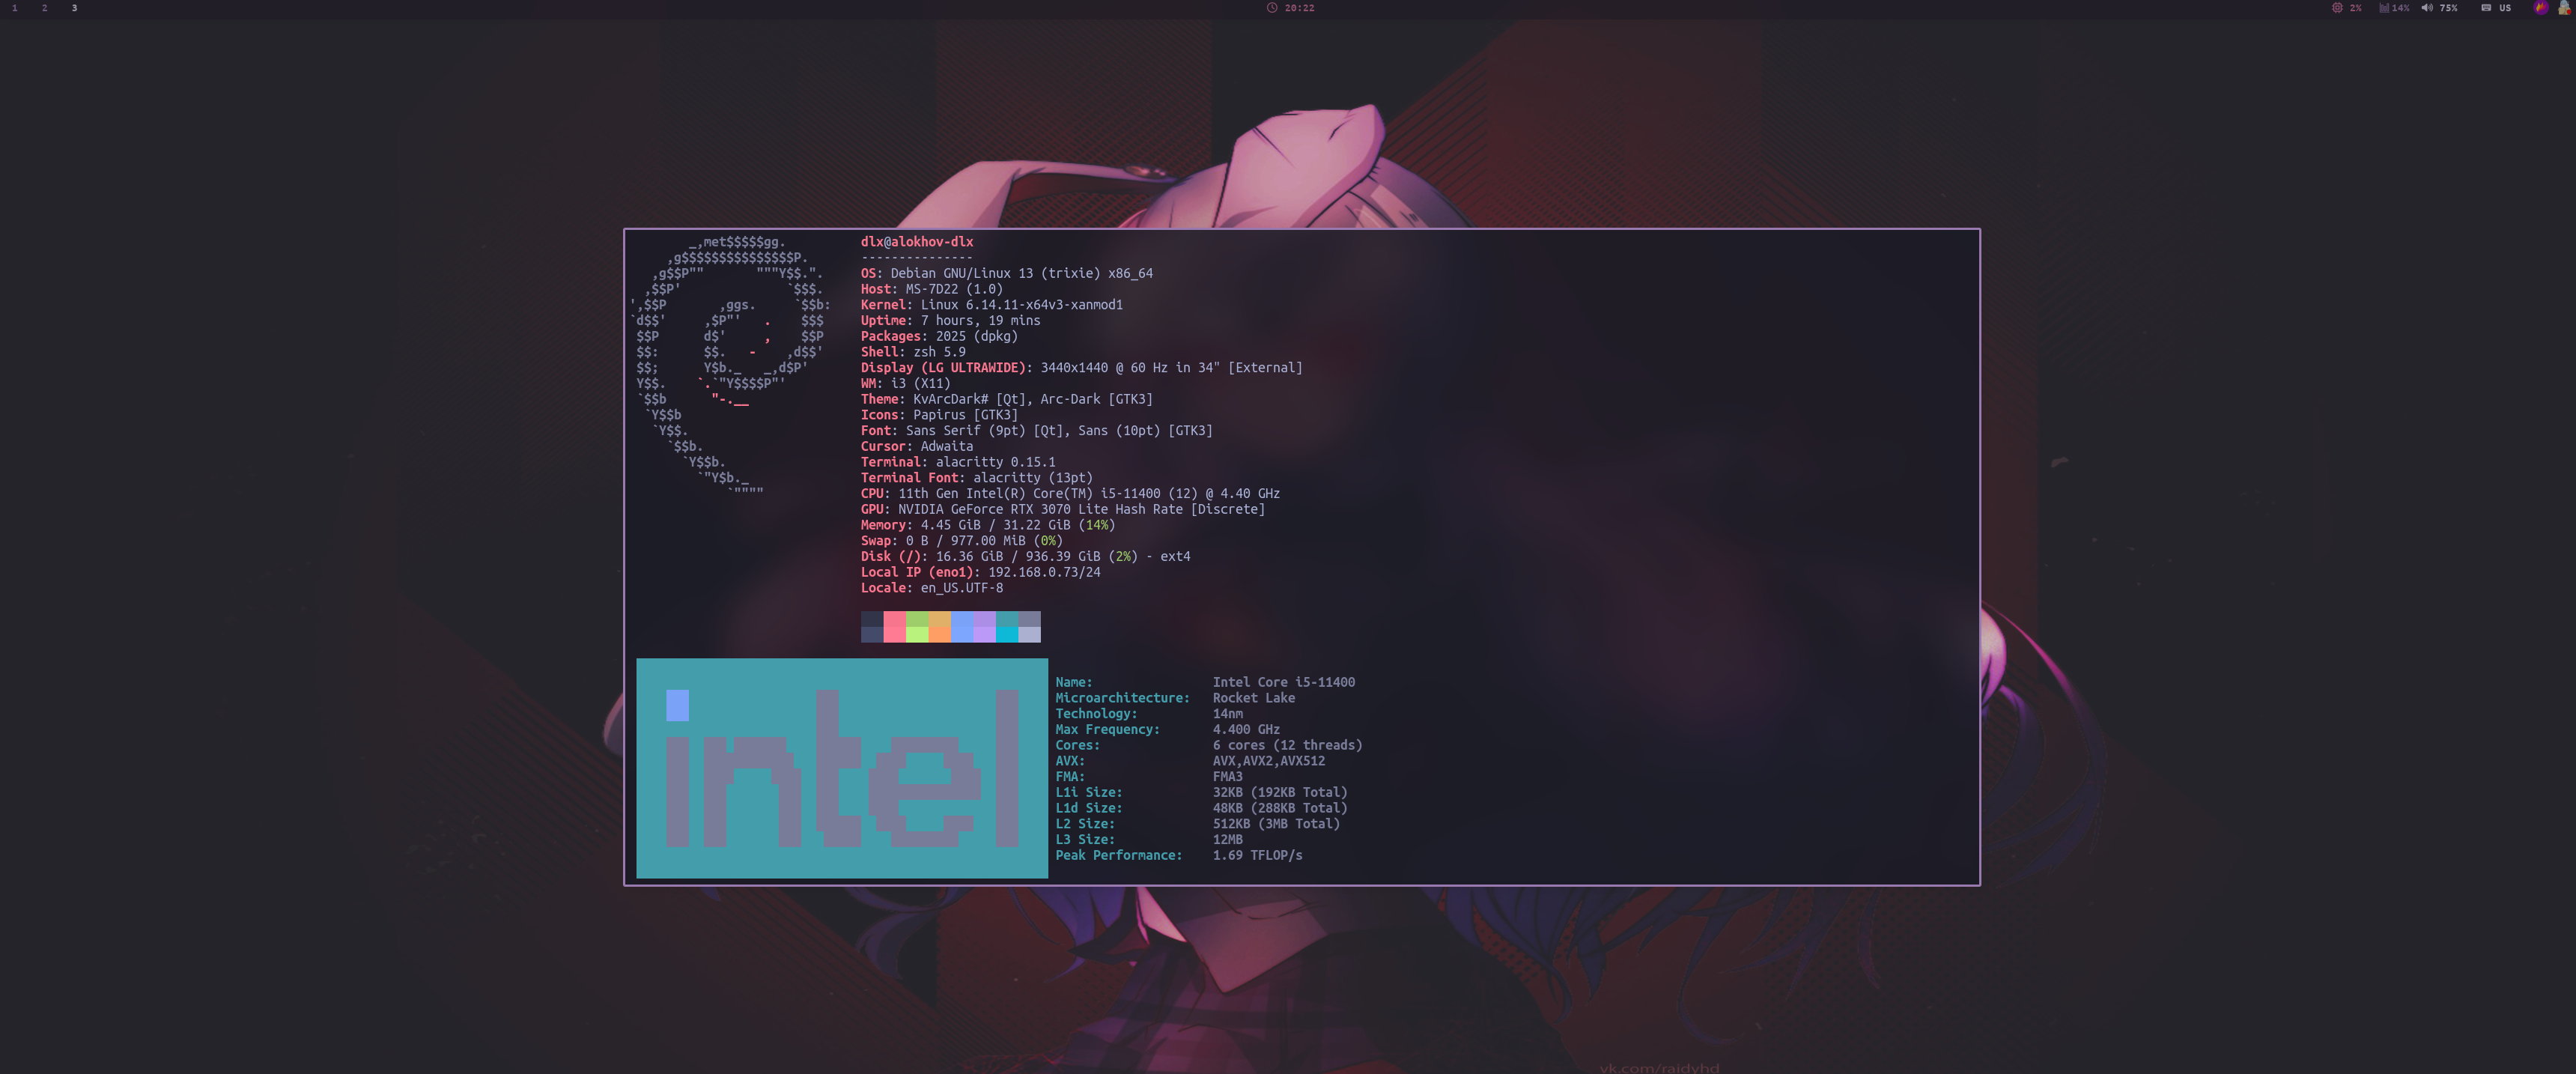 1 2 3 20:22 2% 14% 75% US
_,met$$$$$gg.
,g$$$$$$$$$$$$$$$P.
,g$$P"" """Y$$.".
,$$P' `$$$.
',$$P ,ggs. `$$b:
`d$$' ,$P"' . $$$
$$P d$' , $$P
$$: $$. - ,d$$'
$$; Y$b._ _,d$P'
Y$$. `.`"Y$$$$P"'
`$$b "-.__
`Y$$b
`Y$$.
`$$b.
`Y$$b.
`"Y$b._
`""""
dlx@alokhov-dlx
---------------
OS: Debian GNU/Linux 13 (trixie) x86_64
Host: MS-7D22 (1.0)
Kernel: Linux 6.14.11-x64v3-xanmod1
Uptime: 7 hours, 19 mins
Packages: 2025 (dpkg)
Shell: zsh 5.9
Display (LG ULTRAWIDE): 3440x1440 @ 60 Hz in 34" [External]
WM: i3 (X11)
Theme: KvArcDark# [Qt], Arc-Dark [GTK3]
Icons: Papirus [GTK3]
Font: Sans Serif (9pt) [Qt], Sans (10pt) [GTK3]
Cursor: Adwaita
Terminal: alacritty 0.15.1
Terminal Font: alacritty (13pt)
CPU: 11th Gen Intel(R) Core(TM) i5-11400 (12) @ 4.40 GHz
GPU: NVIDIA GeForce RTX 3070 Lite Hash Rate [Discrete]
Memory: 4.45 GiB / 31.22 GiB (14%)
Swap: 0 B / 977.00 MiB (0%)
Disk (/): 16.36 GiB / 936.39 GiB (2%) - ext4
Local IP (eno1): 192.168.0.73/24
Locale: en_US.UTF-8
intel
Name: Intel Core i5-11400
Microarchitecture: Rocket Lake
Technology: 14nm
Max Frequency: 4.400 GHz
Cores: 6 cores (12 threads)
AVX: AVX,AVX2,AVX512
FMA: FMA3
L1i Size: 32KB (192KB Total)
L1d Size: 48KB (288KB Total)
L2 Size: 512KB (3MB Total)
L3 Size: 12MB
Peak Performance: 1.69 TFLOP/s
vk.com/raidyhd